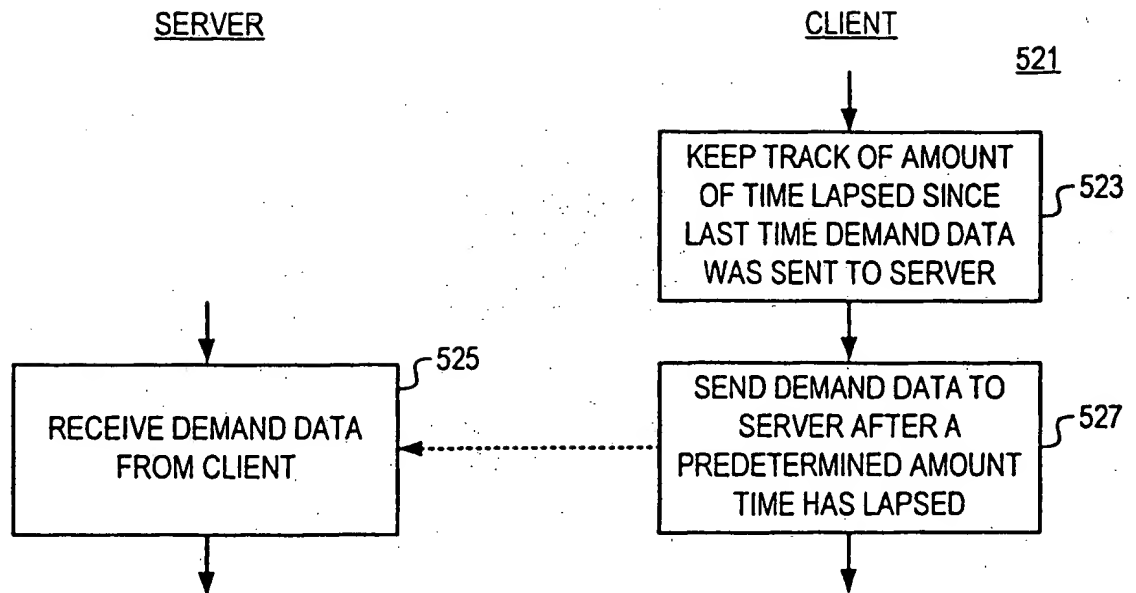 SERVER
CLIENT
521
KEEP TRACK OF AMOUNT
OF TIME LAPSED SINCE
LAST TIME DEMAND DATA
WAS SENT TO SERVER
523
525
RECEIVE DEMAND DATA
FROM CLIENT
SEND DEMAND DATA TO
SERVER AFTER A
PREDETERMINED AMOUNT
TIME HAS LAPSED
527